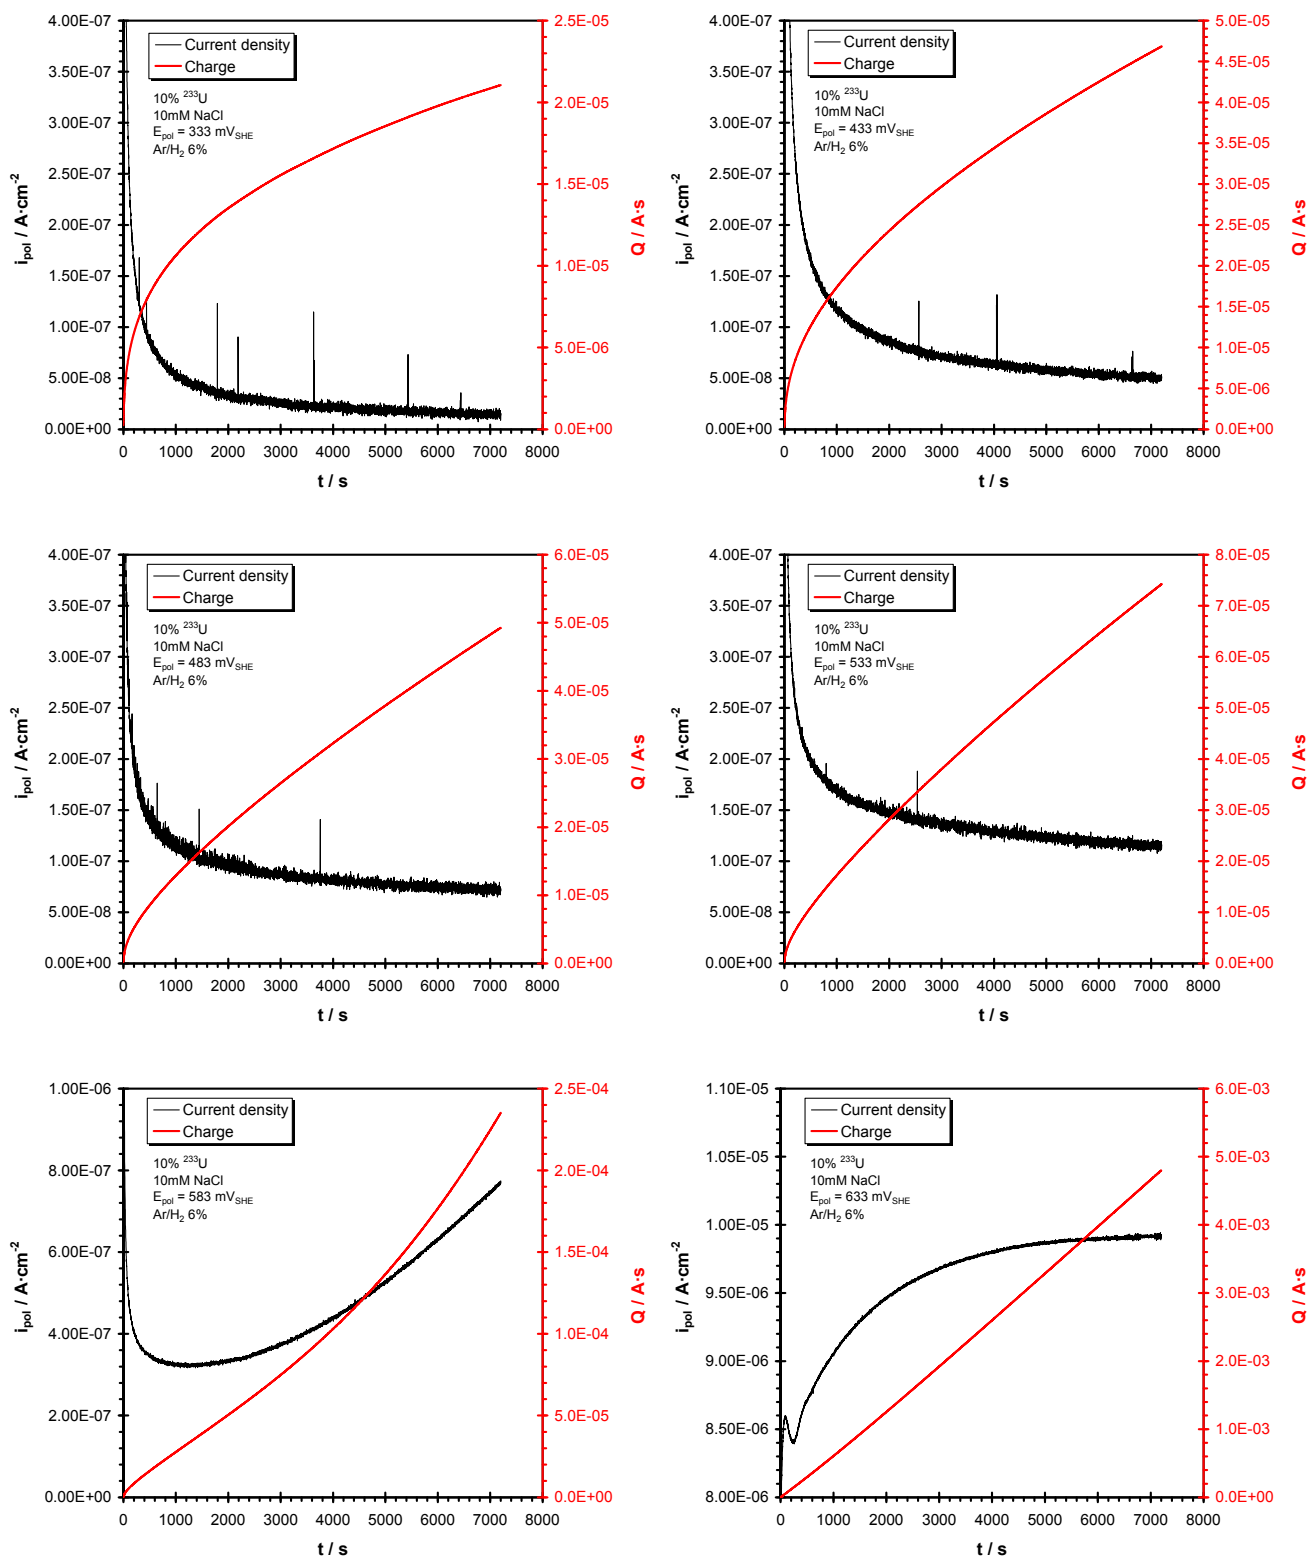 4.00E-07
3.50E-07
3.00E-07
2.50E-07
2.00E-07
1.50E-07
1.00E-07
5.00E-08
0.00E+00
i_pol / A·cm⁻²
Current density
Charge
10% ²³³U
10mM NaCl
E_pol = 333 mV_SHE
Ar/H₂ 6%
2.5E-05
2.0E-05
1.5E-05
1.0E-05
5.0E-06
0.0E+00
Q / A·s
0 1000 2000 3000 4000 5000 6000 7000 8000
t / s
4.00E-07
3.50E-07
3.00E-07
2.50E-07
2.00E-07
1.50E-07
1.00E-07
5.00E-08
0.00E+00
i_pol / A·cm⁻²
Current density
Charge
10% ²³³U
10mM NaCl
E_pol = 433 mV_SHE
Ar/H₂ 6%
5.0E-05
4.5E-05
4.0E-05
3.5E-05
3.0E-05
2.5E-05
2.0E-05
1.5E-05
1.0E-05
5.0E-06
0.0E+00
Q / A·s
0 1000 2000 3000 4000 5000 6000 7000 8000
t / s
4.00E-07
3.50E-07
3.00E-07
2.50E-07
2.00E-07
1.50E-07
1.00E-07
5.00E-08
0.00E+00
i_pol / A·cm⁻²
Current density
Charge
10% ²³³U
10mM NaCl
E_pol = 483 mV_SHE
Ar/H₂ 6%
6.0E-05
5.0E-05
4.0E-05
3.0E-05
2.0E-05
1.0E-05
0.0E+00
Q / A·s
0 1000 2000 3000 4000 5000 6000 7000 8000
t / s
4.00E-07
3.50E-07
3.00E-07
2.50E-07
2.00E-07
1.50E-07
1.00E-07
5.00E-08
0.00E+00
i_pol / A·cm⁻²
Current density
Charge
10% ²³³U
10mM NaCl
E_pol = 533 mV_SHE
Ar/H₂ 6%
8.0E-05
7.0E-05
6.0E-05
5.0E-05
4.0E-05
3.0E-05
2.0E-05
1.0E-05
0.0E+00
Q / A·s
0 1000 2000 3000 4000 5000 6000 7000 8000
t / s
1.00E-06
8.00E-07
6.00E-07
4.00E-07
2.00E-07
0.00E+00
i_pol / A·cm⁻²
Current density
Charge
10% ²³³U
10mM NaCl
E_pol = 583 mV_SHE
Ar/H₂ 6%
2.5E-04
2.0E-04
1.5E-04
1.0E-04
5.0E-05
0.0E+00
Q / A·s
0 1000 2000 3000 4000 5000 6000 7000 8000
t / s
1.10E-05
1.05E-05
1.00E-05
9.50E-06
9.00E-06
8.50E-06
8.00E-06
i_pol / A·cm⁻²
Current density
Charge
10% ²³³U
10mM NaCl
E_pol = 633 mV_SHE
Ar/H₂ 6%
6.0E-03
5.0E-03
4.0E-03
3.0E-03
2.0E-03
1.0E-03
0.0E+00
Q / A·s
0 1000 2000 3000 4000 5000 6000 7000 8000
t / s